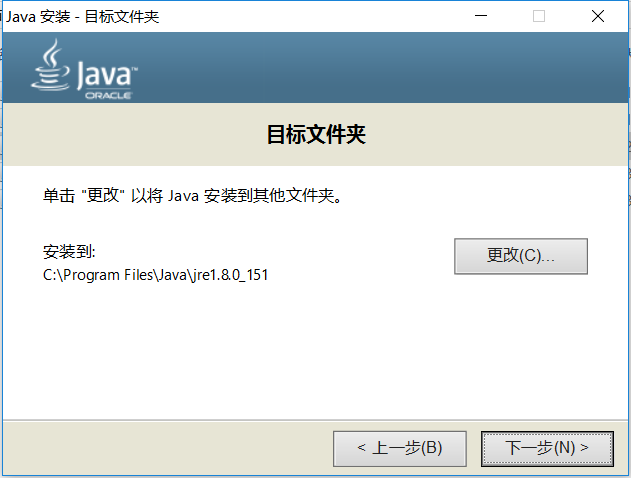 Java 安装 - 目标文件夹
Java™
ORACLE
目标文件夹
单击 "更改" 以将 Java 安装到其他文件夹。
安装到:
C:\Program Files\Java\jre1.8.0_151
更改(C)...
< 上一步(B)
下一步(N) >